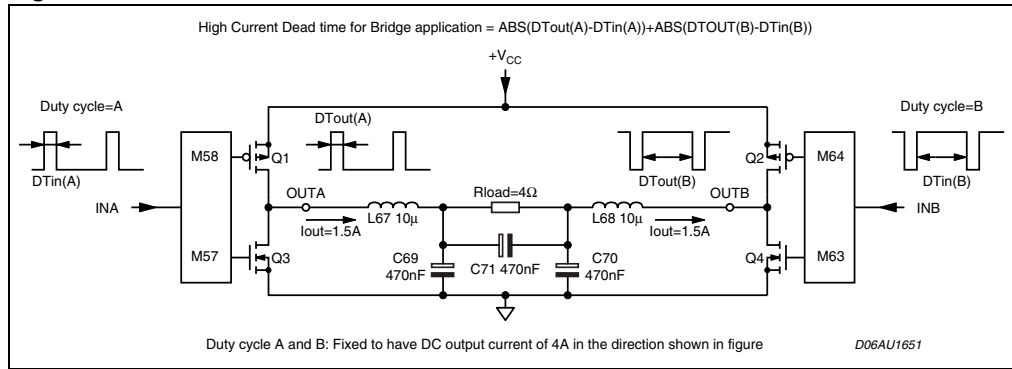 High Current Dead time for Bridge application = ABS(DTout(A)-DTin(A))+ABS(DTOUT(B)-DTin(B))
+VCC
Duty cycle=A
Duty cycle=B
DTout(A)
M58
Q1
Q2
M64
DTin(A)
DTout(B)
DTin(B)
OUTA
Rload=4Ω
OUTB
INA
L67 10μ
L68 10μ
INB
Iout=1.5A
Iout=1.5A
M57
Q3
C69
470nF
C71 470nF
C70
470nF
Q4
M63
Duty cycle A and B: Fixed to have DC output current of 4A in the direction shown in figure
D06AU1651